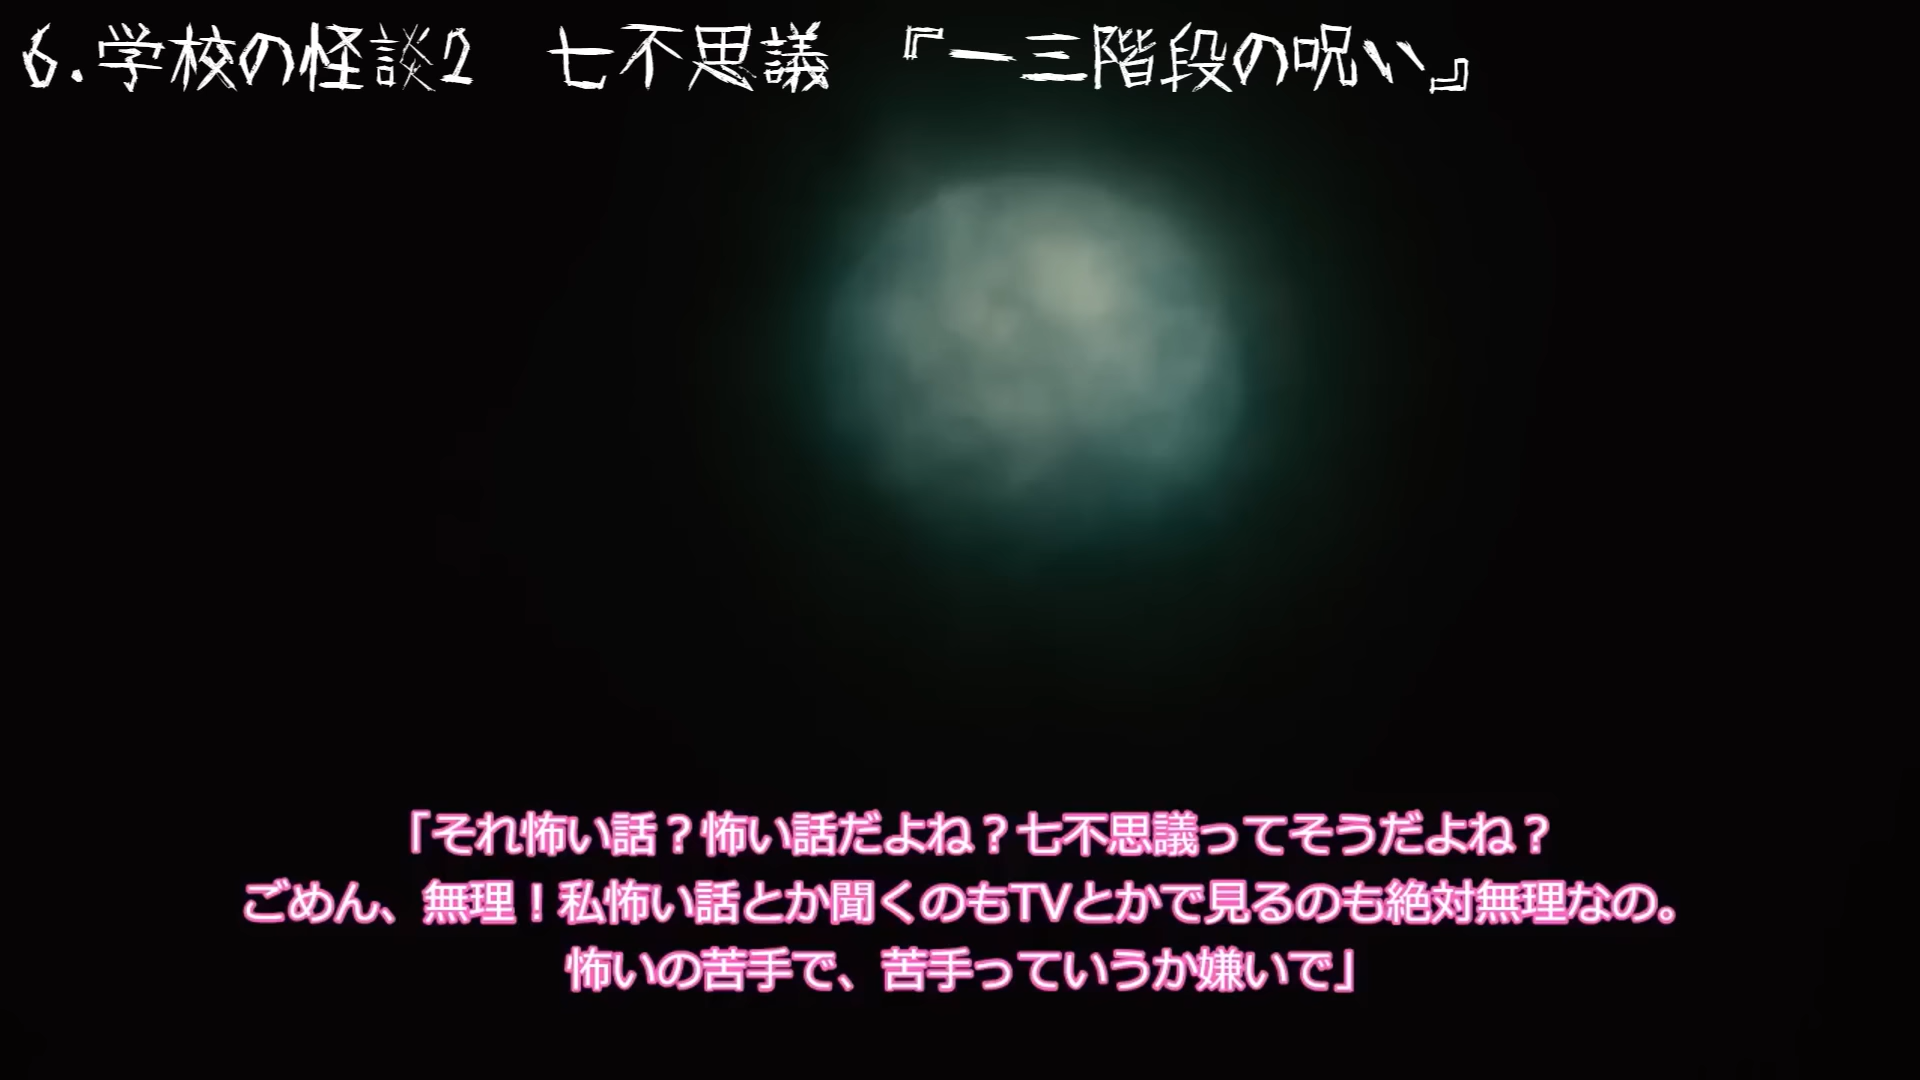 6.学校の怪談2　七不思議　『一三階段の呪い』
「それ怖い話？怖い話だよね？七不思議ってそうだよね？
ごめん、無理！私怖い話とか聞くのもTVとかで見るのも絶対無理なの。
怖いの苦手で、苦手っていうか嫌いで」